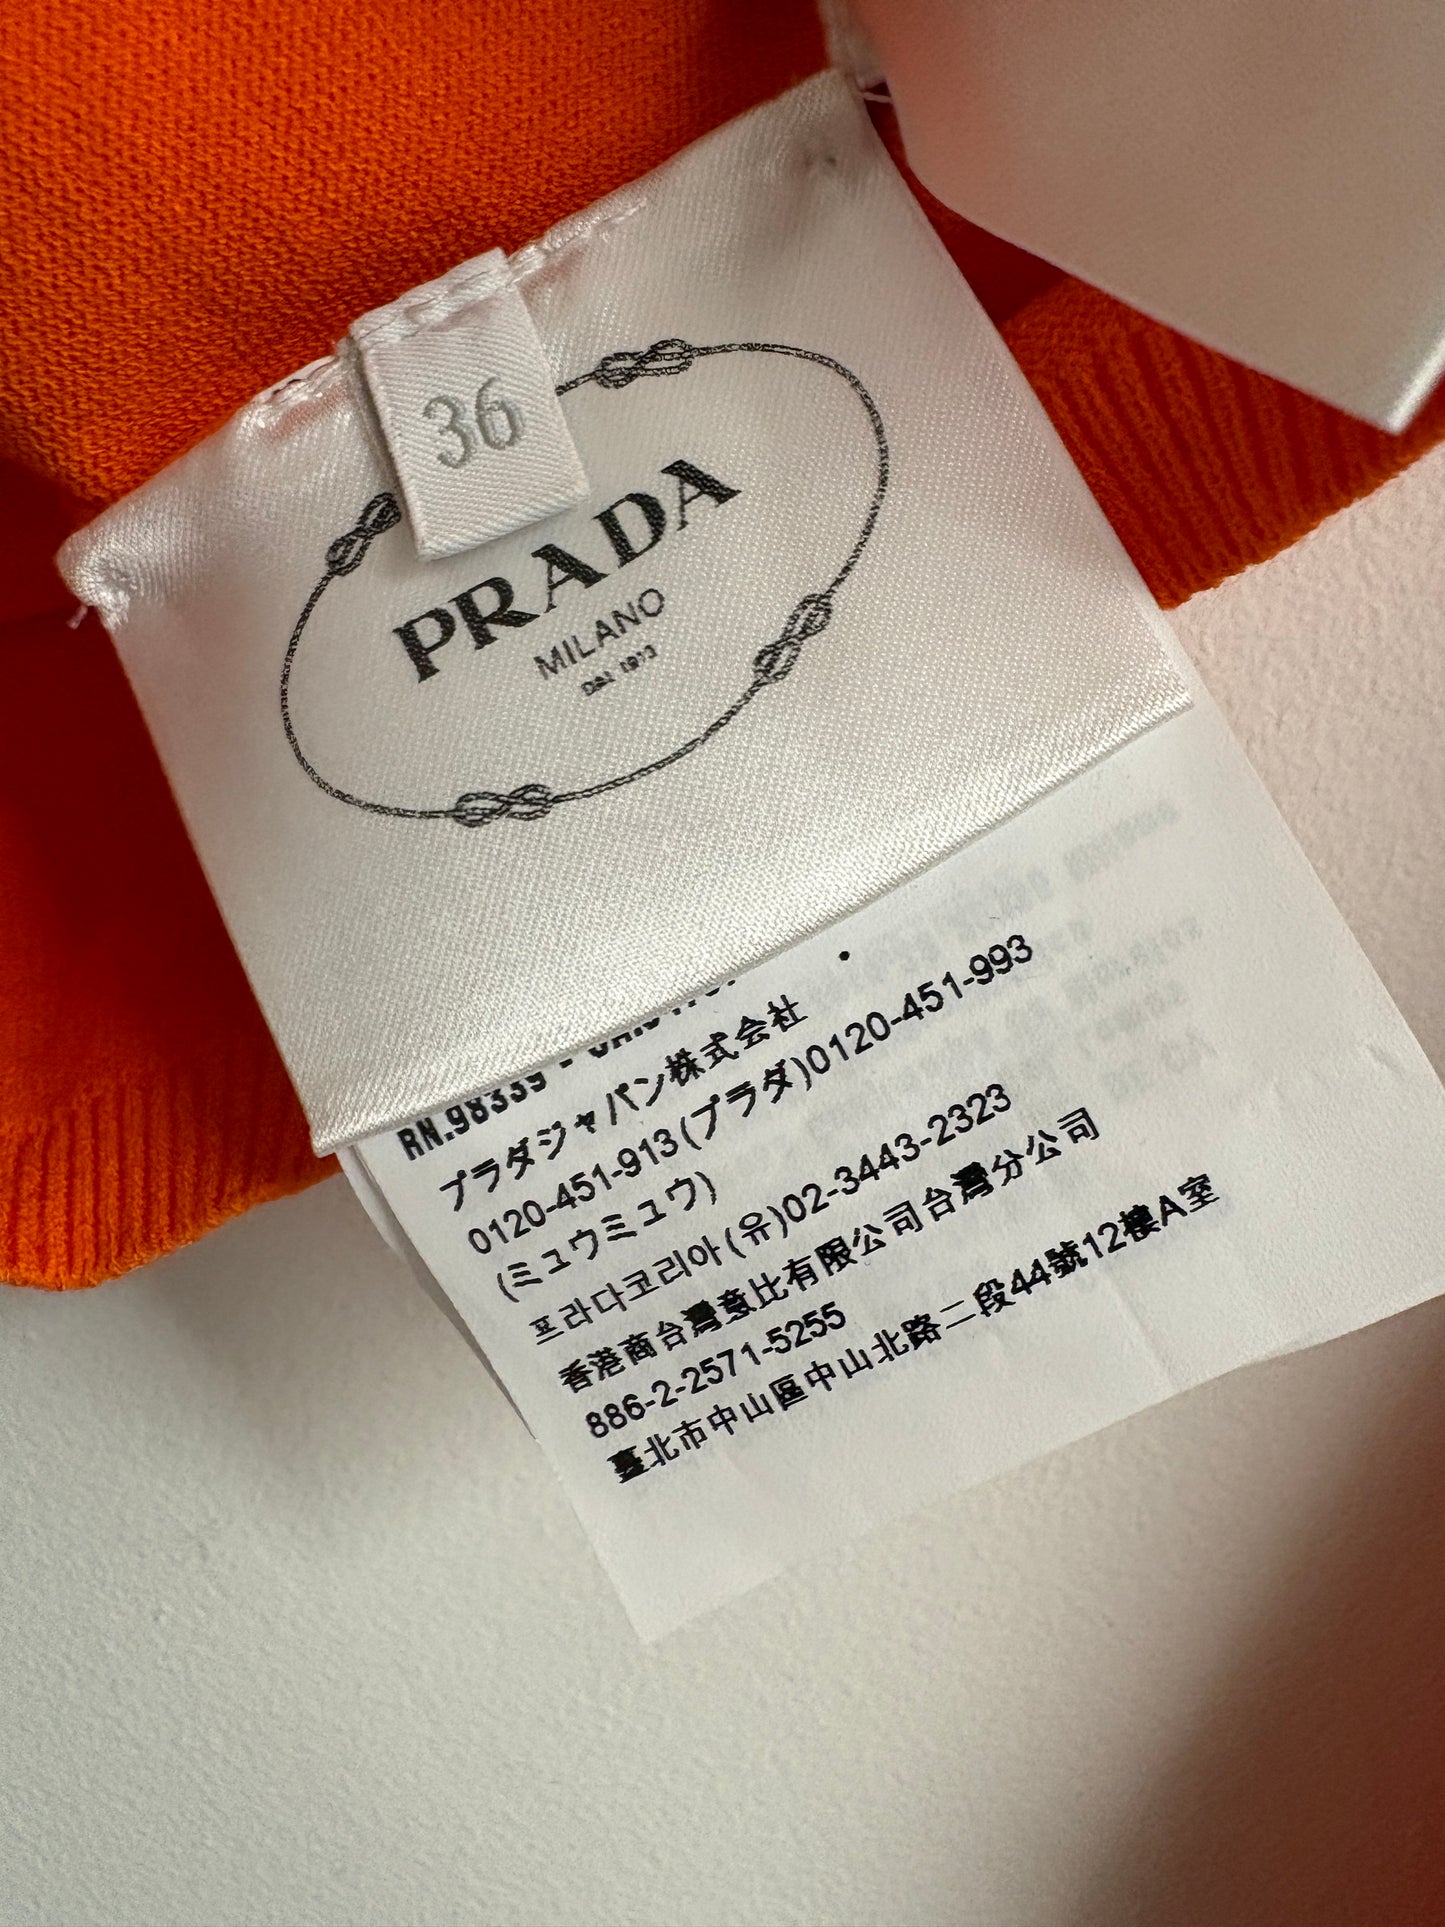 36
PRADA
MILANO
DAL 1913
RN.98339 -
プラダジャパン株式会社
0120-451-913(プラダ)0120-451-993
(ミュウミュウ)
프라다코리아(유)02-3443-2323
香港商台灣意比有限公司台灣分公司
886-2-2571-5255
臺北市中山區中山北路二段44號12樓A室